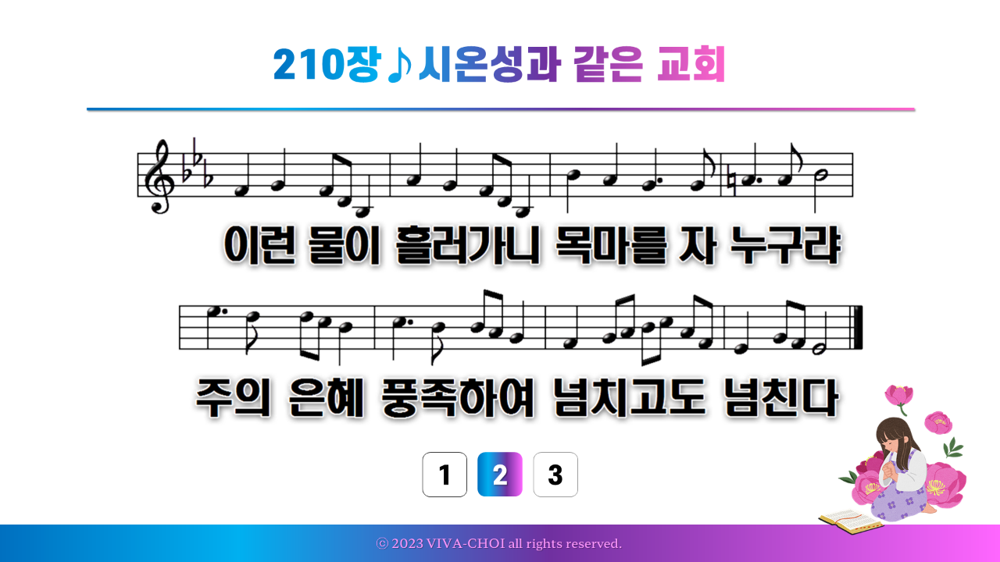 210장♪시온성과 같은 교회
이런 물이 흘러가니 목마를 자 누구랴
주의 은혜 풍족하여 넘치고도 넘친다
1 2 3
ⓒ 2023 VIVA-CHOI all rights reserved.